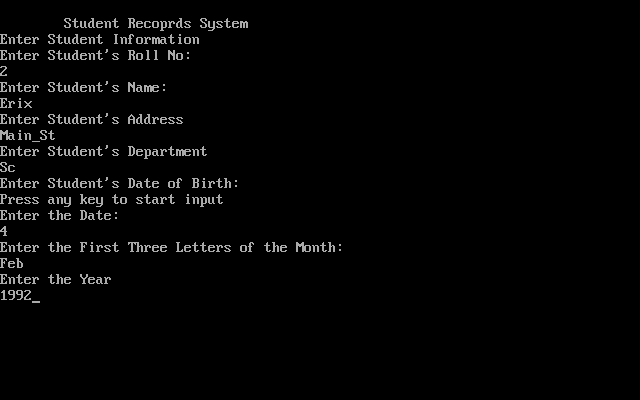 Student Recoprds System
Enter Student Information
Enter Student's Roll No:
2
Enter Student's Name:
Erix
Enter Student's Address
Main_St
Enter Student's Department
Sc
Enter Student's Date of Birth:
Press any key to start input
Enter the Date:
4
Enter the First Three Letters of the Month:
Feb
Enter the Year
1992_